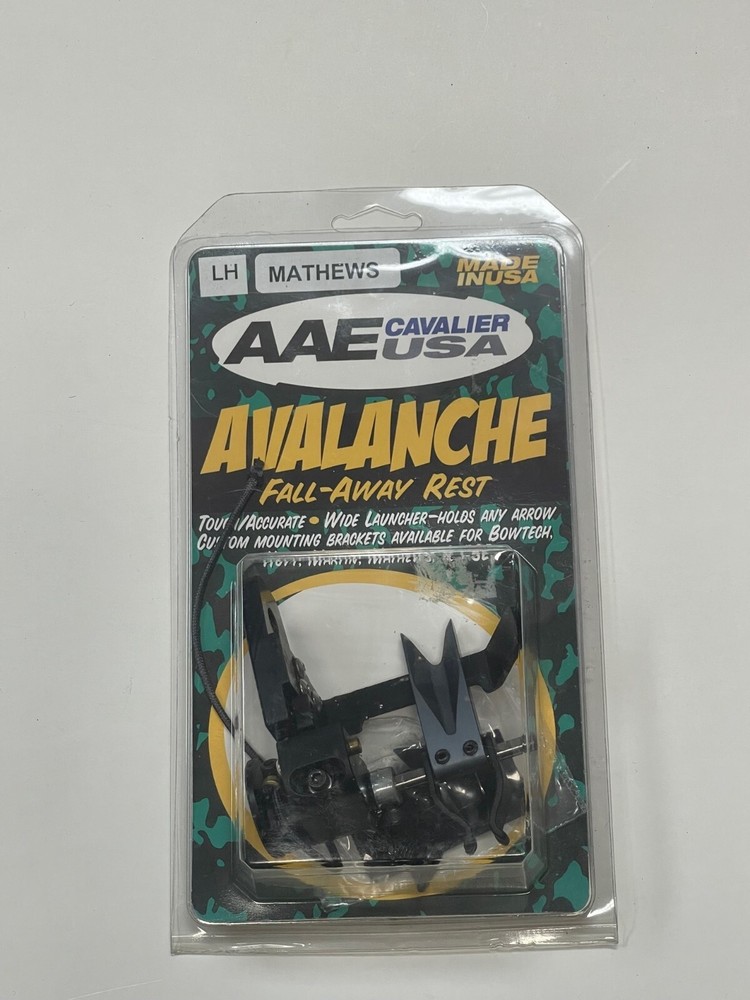 LH MATHEWS
MADE
IN USA
AAE CAVALIER
USA
AVALANCHE
FALL-AWAY REST
ACCURATE • WIDE LAUNCHER-HOLDS ANY ARROW
CUSTOM MOUNTING BRACKETS AVAILABLE FOR BOWTECH,